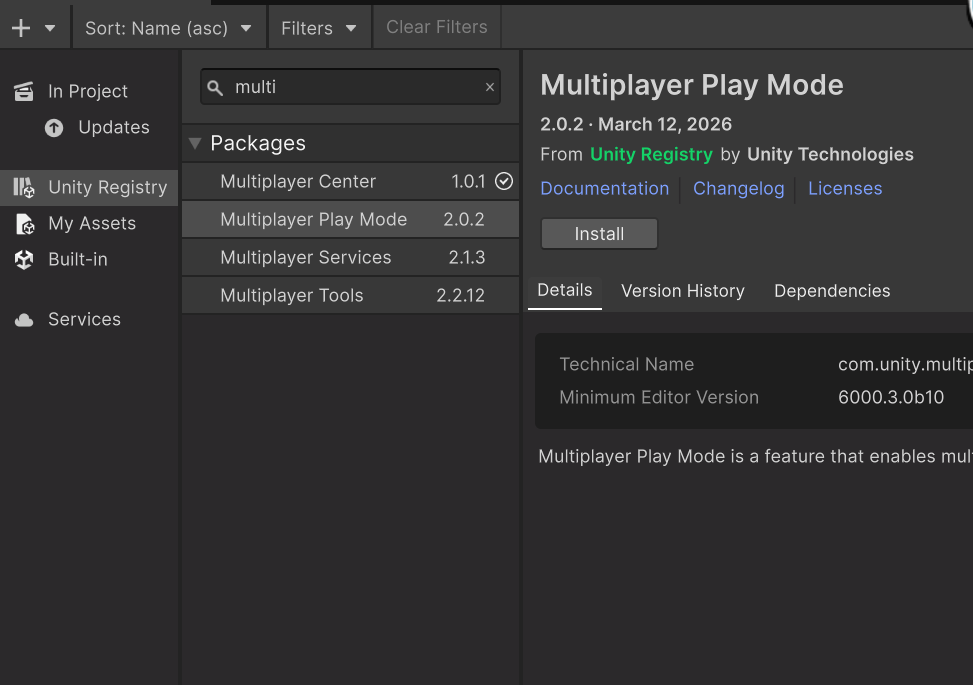 Sort: Name (asc) Filters Clear Filters
In Project
Updates
Unity Registry
My Assets
Built-in
Services
multi
Packages
Multiplayer Center 1.0.1
Multiplayer Play Mode 2.0.2
Multiplayer Services 2.1.3
Multiplayer Tools 2.2.12
Multiplayer Play Mode
2.0.2 · March 12, 2026
From Unity Registry by Unity Technologies
Documentation Changelog Licenses
Install
Details Version History Dependencies
Technical Name com.unity.multip
Minimum Editor Version 6000.3.0b10
Multiplayer Play Mode is a feature that enables mul